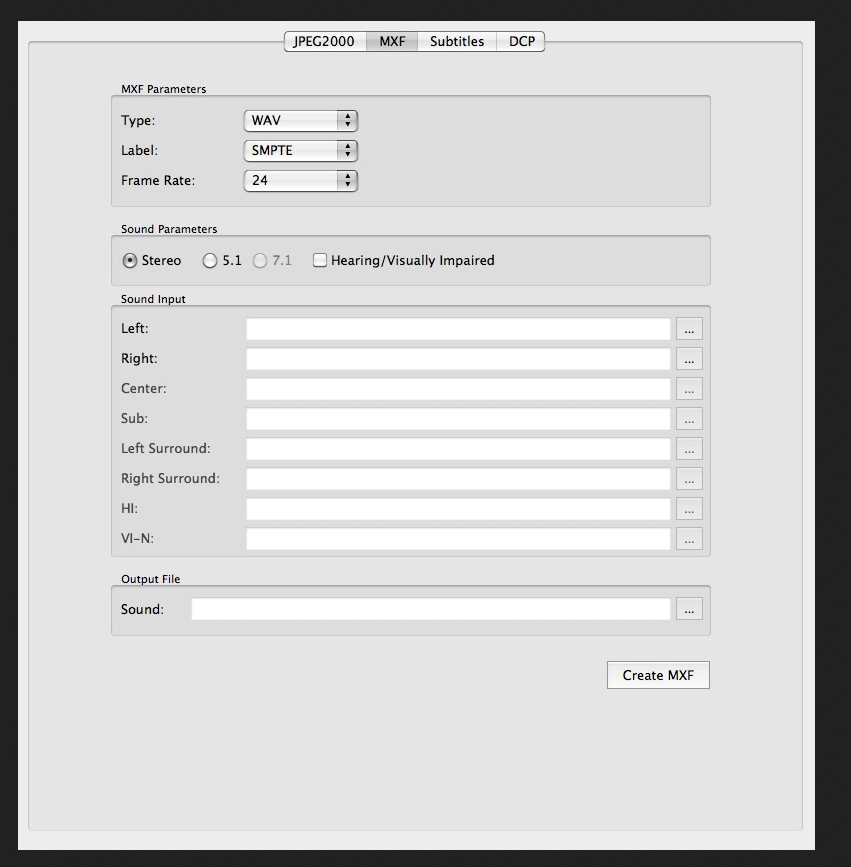 JPEG2000 MXF Subtitles DCP
MXF Parameters
Type: WAV
Label: SMPTE
Frame Rate: 24
Sound Parameters
Stereo 5.1 7.1 Hearing/Visually Impaired
Sound Input
Left: ...
Right: ...
Center: ...
Sub: ...
Left Surround: ...
Right Surround: ...
HI: ...
VI-N: ...
Output File
Sound: ...
Create MXF